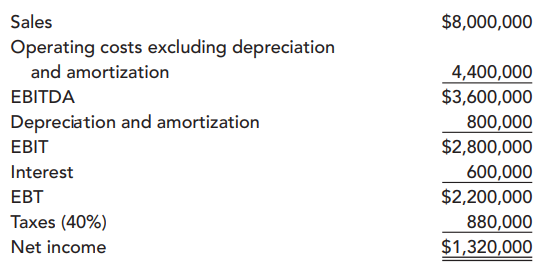 Sales $8,000,000
Operating costs excluding depreciation
and amortization 4,400,000
EBITDA $3,600,000
Depreciation and amortization 800,000
EBIT $2,800,000
Interest 600,000
EBT $2,200,000
Taxes (40%) 880,000
Net income $1,320,000